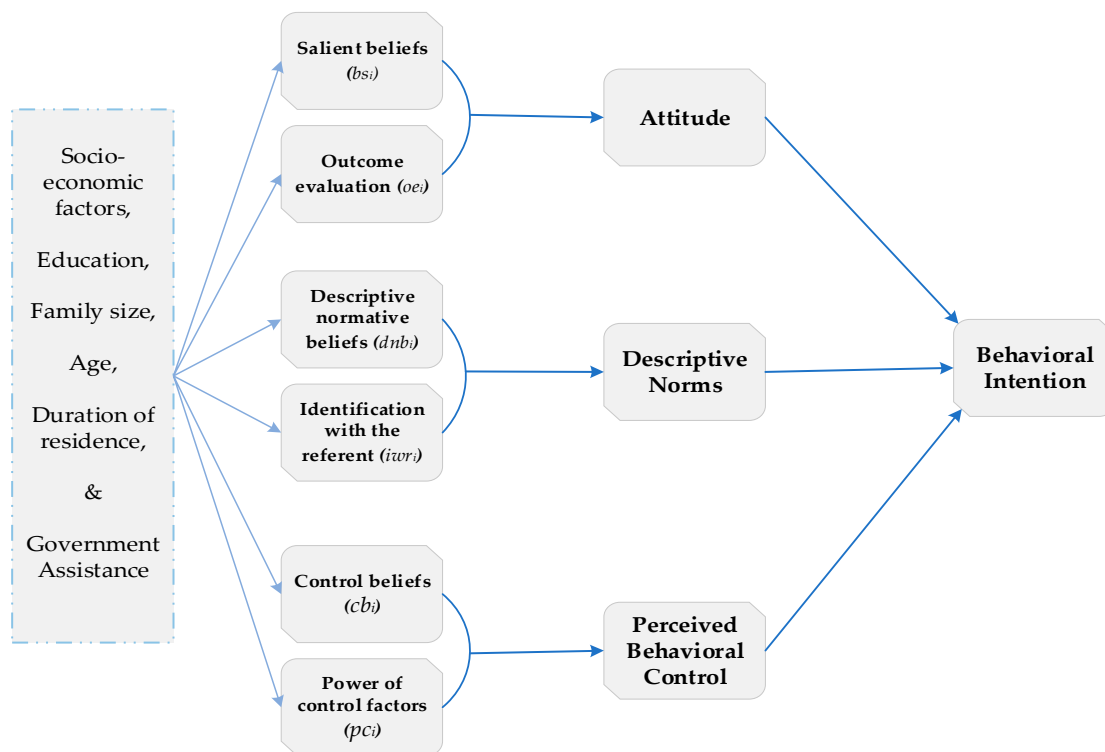 Socio-
economic
factors,
Education,
Family size,
Age,
Duration of
residence,
&
Government
Assistance
Salient beliefs
(bsi)
Outcome
evaluation (oei)
Descriptive
normative
beliefs (dnbi)
Identification
with the
referent (iwri)
Control beliefs
(cbi)
Power of
control factors
(pci)
Attitude
Descriptive
Norms
Perceived
Behavioral
Control
Behavioral
Intention